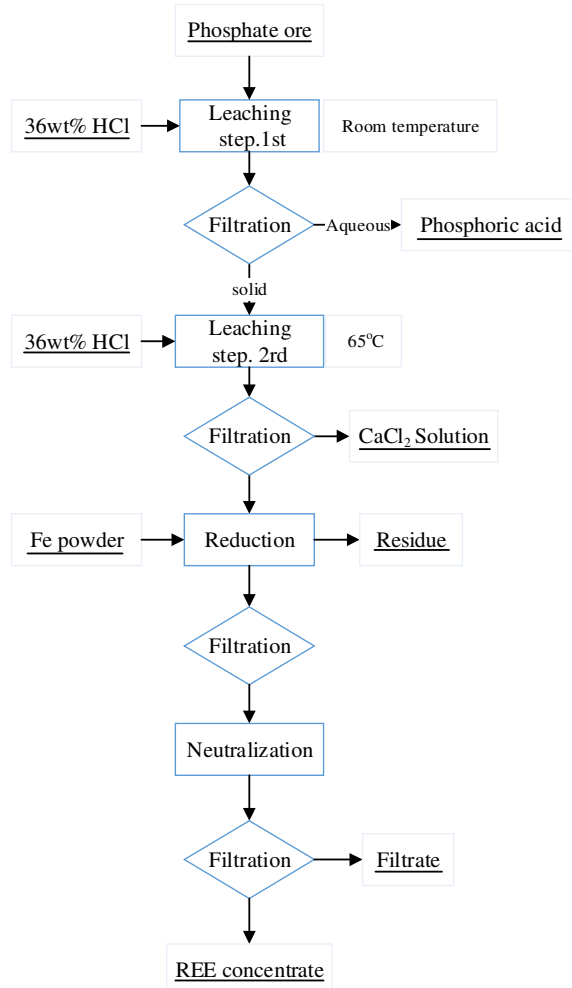 Phosphate ore
36wt% HCl
Leaching
step.1st
Room temperature
Filtration
Aqueous
Phosphoric acid
solid
36wt% HCl
Leaching
step. 2rd
65°C
Filtration
CaCl₂ Solution
Fe powder
Reduction
Residue
Filtration
Neutralization
Filtration
Filtrate
REE concentrate